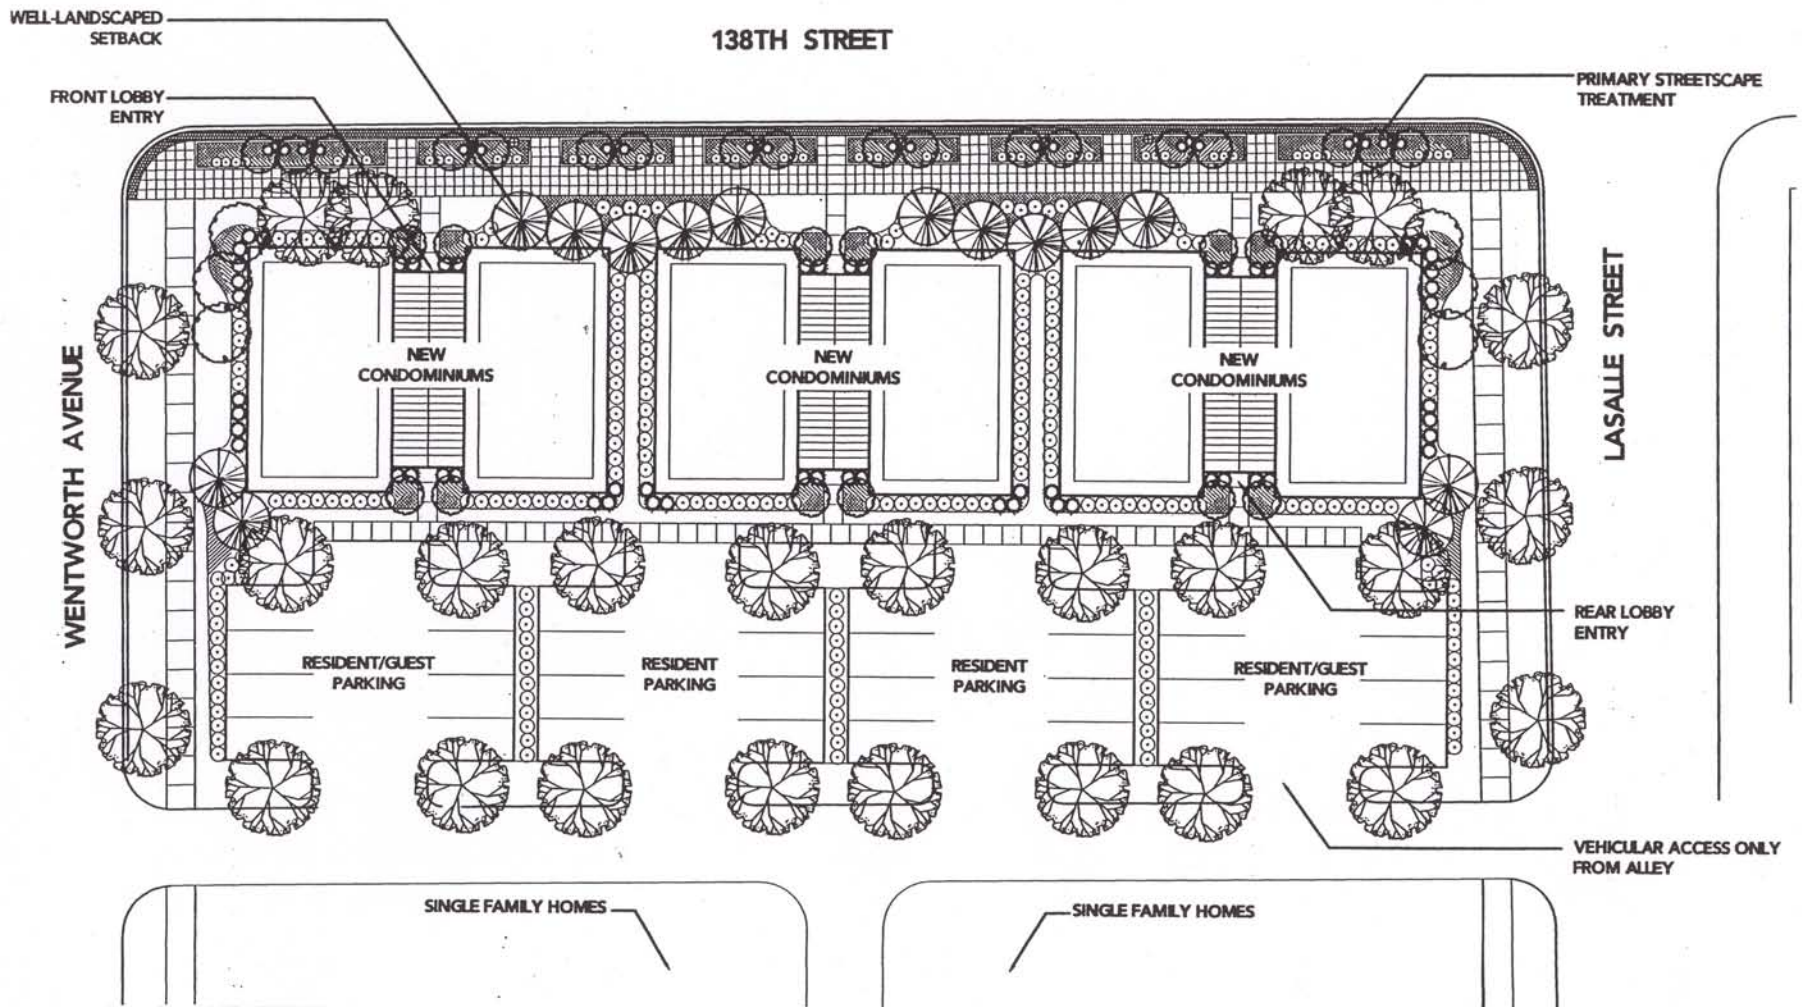 WELL-LANDSCAPED
SETBACK
138TH STREET
FRONT LOBBY
ENTRY
PRIMARY STREETSCAPE
TREATMENT
WENTWORTH AVENUE
LASALLE STREET
NEW
CONDOMINIUMS
NEW
CONDOMINIUMS
NEW
CONDOMINIUMS
REAR LOBBY
ENTRY
RESIDENT/GUEST
PARKING
RESIDENT
PARKING
RESIDENT
PARKING
RESIDENT/GUEST
PARKING
VEHICULAR ACCESS ONLY
FROM ALLEY
SINGLE FAMILY HOMES
SINGLE FAMILY HOMES